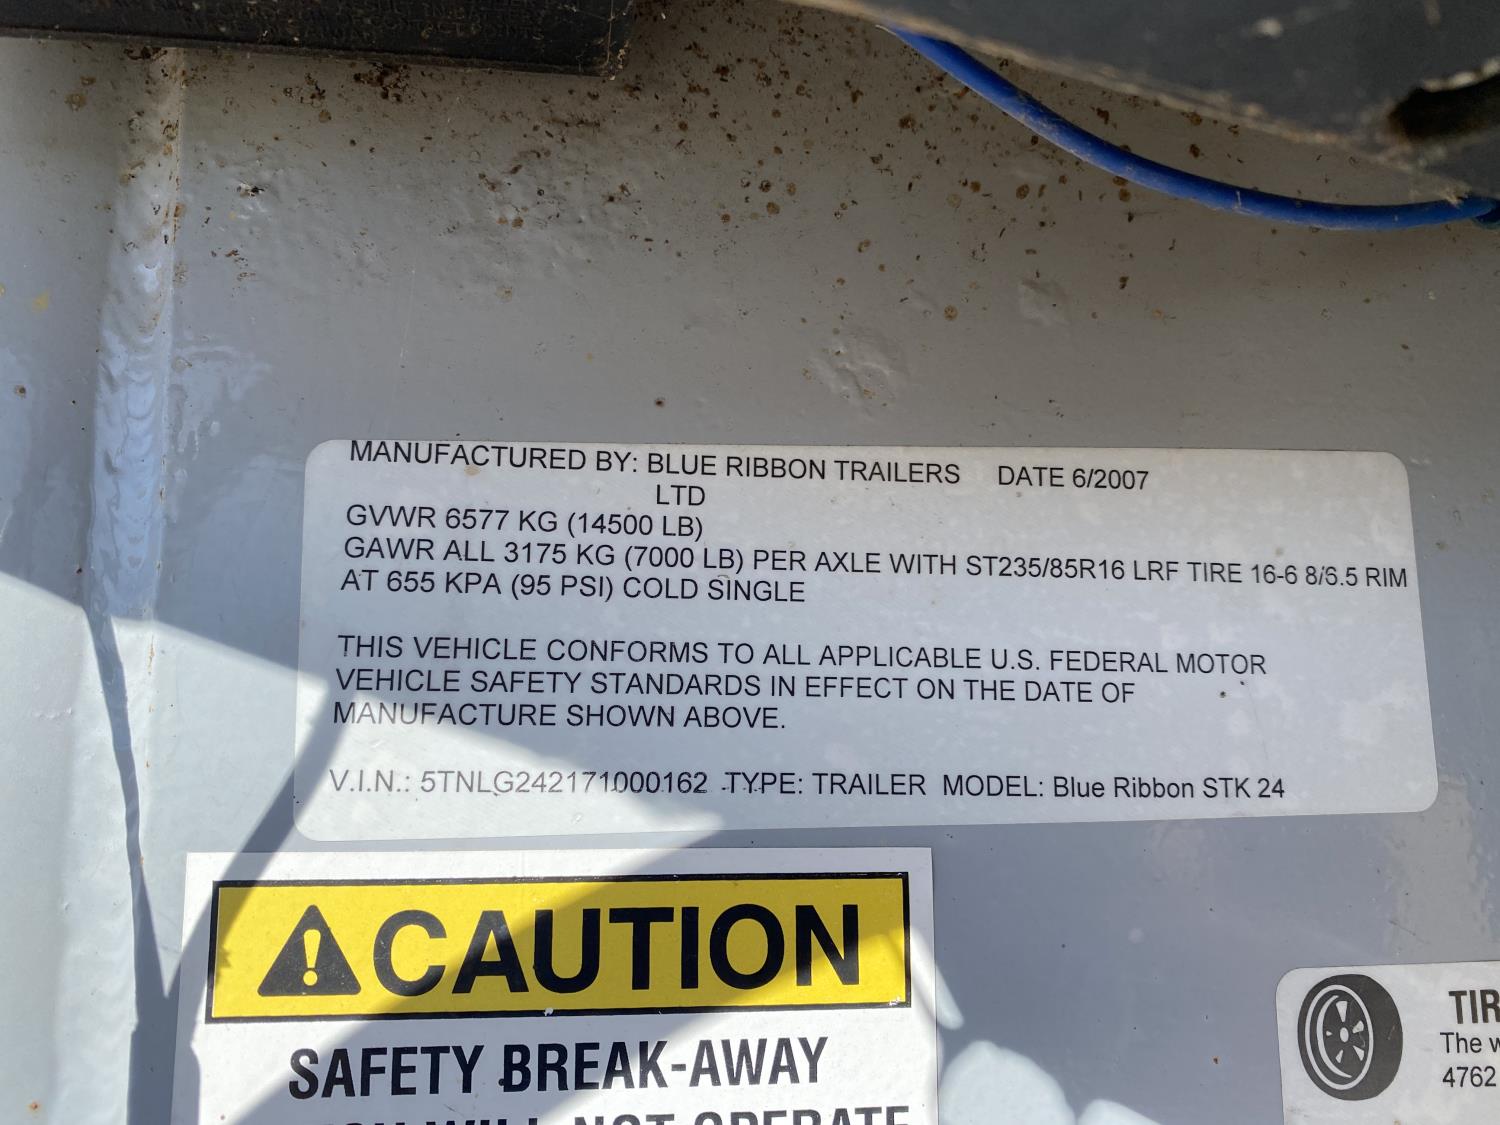 MANUFACTURED BY: BLUE RIBBON TRAILERS DATE 6/2007
LTD
GVWR 6577 KG (14500 LB)
GAWR ALL 3175 KG (7000 LB) PER AXLE WITH ST235/85R16 LRF TIRE 16-6 8/6.5 RIM
AT 655 KPA (95 PSI) COLD SINGLE
THIS VEHICLE CONFORMS TO ALL APPLICABLE U.S. FEDERAL MOTOR
VEHICLE SAFETY STANDARDS IN EFFECT ON THE DATE OF
MANUFACTURE SHOWN ABOVE.
V.I.N.: 5TNLG242171000162 TYPE: TRAILER MODEL: Blue Ribbon STK 24
CAUTION
SAFETY BREAK-AWAY
WILL NOT OPERATE
TIR
The w
4762